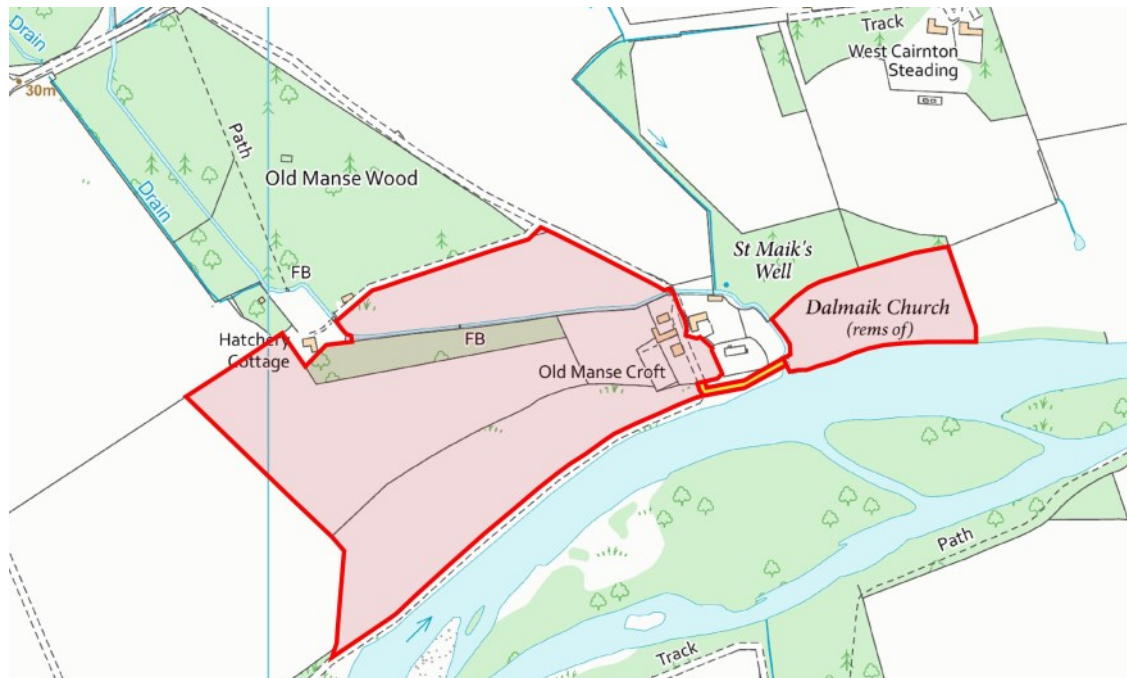 Drain
30m
Path
Old Manse Wood
Drain
FB
Hatchery
Cottage
FB
Old Manse Croft
Track
West Cairnton
Steading
St Maik's
Well
Dalmaik Church
(rems of)
Path
Track